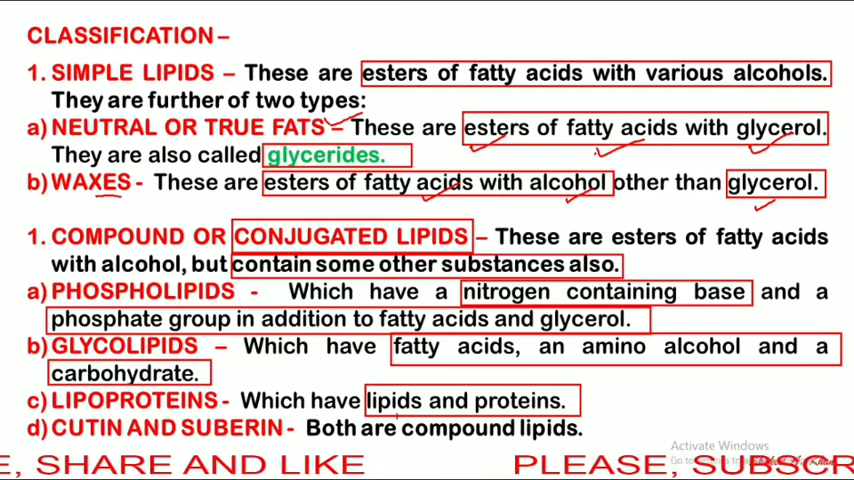 CLASSIFICATION –
1. SIMPLE LIPIDS – These are esters of fatty acids with various alcohols.
They are further of two types:
a) NEUTRAL OR TRUE FATS – These are esters of fatty acids with glycerol.
They are also called glycerides.
b) WAXES - These are esters of fatty acids with alcohol other than glycerol.
1. COMPOUND OR CONJUGATED LIPIDS – These are esters of fatty acids
with alcohol, but contain some other substances also.
a) PHOSPHOLIPIDS - Which have a nitrogen containing base and a
phosphate group in addition to fatty acids and glycerol.
b) GLYCOLIPIDS – Which have fatty acids, an amino alcohol and a
carbohydrate.
c) LIPOPROTEINS - Which have lipids and proteins.
d) CUTIN AND SUBERIN - Both are compound lipids.
Activate Windows
Go to
E, SHARE AND LIKE PLEASE, SUBSCR